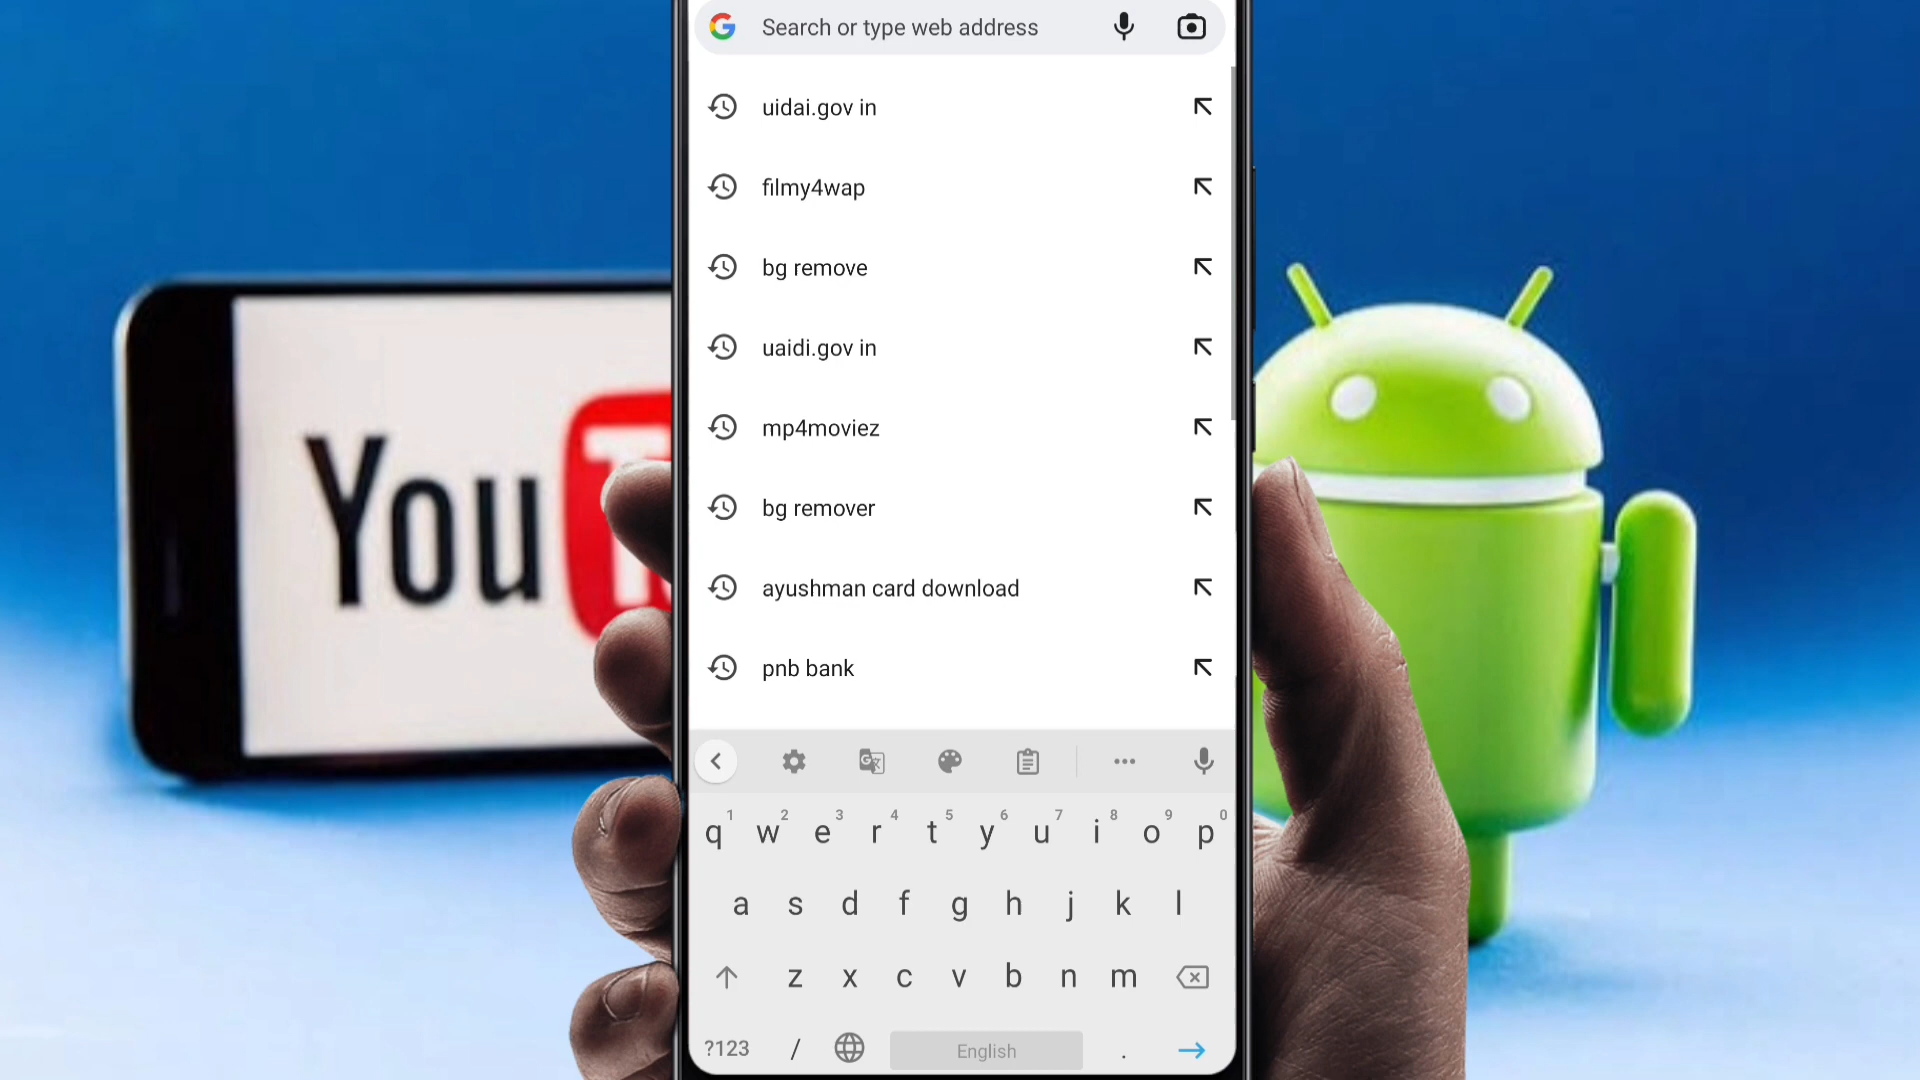 Search or type web address
uidai.gov in
filmy4wap
bg remove
uaidi.gov in
mp4moviez
bg remover
ayushman card download
pnb bank
You
1 2 3 4 5 6 7 8 9 0
q w e r t y u i o p
a s d f g h j k l
z x c v b n m
?123 / English .